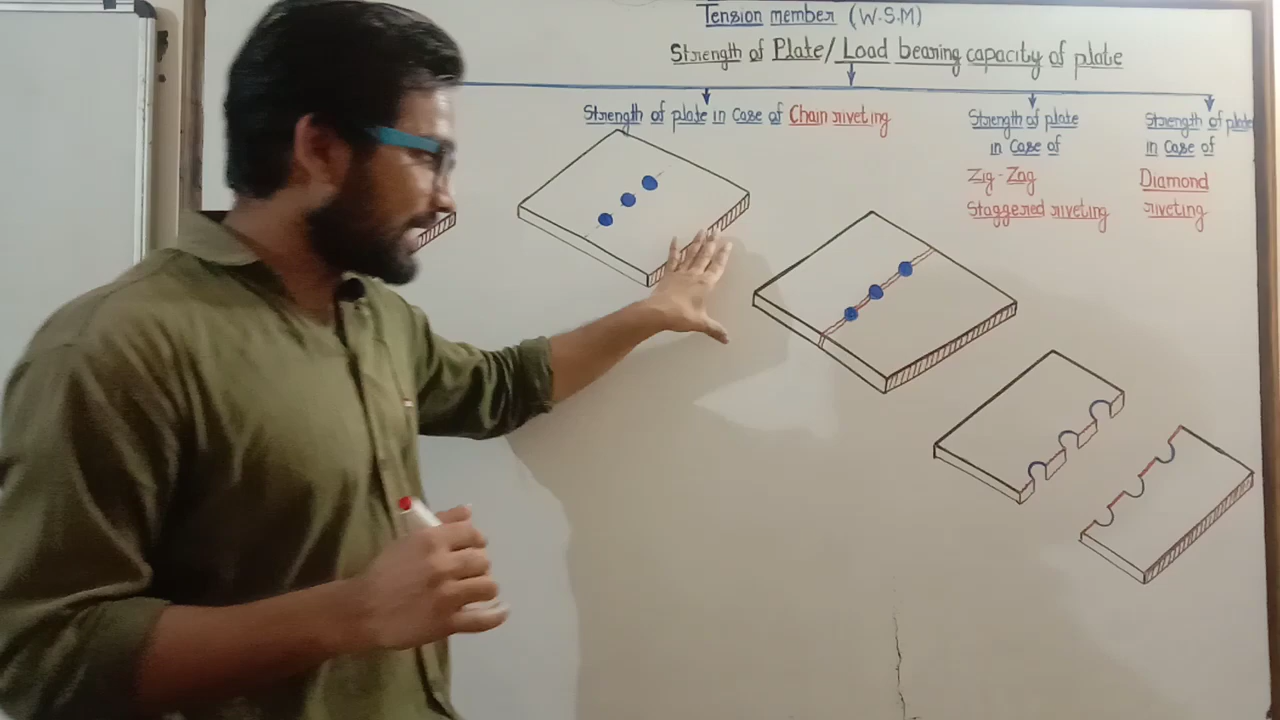 Tension member (W.S.M)
Strength of Plate/Load bearing capacity of plate
Strength of plate in Case of Chain riveting
Strength of plate
in Case of
Zig-Zag
Staggered riveting
Strength of plate
in Case of
Diamond
riveting